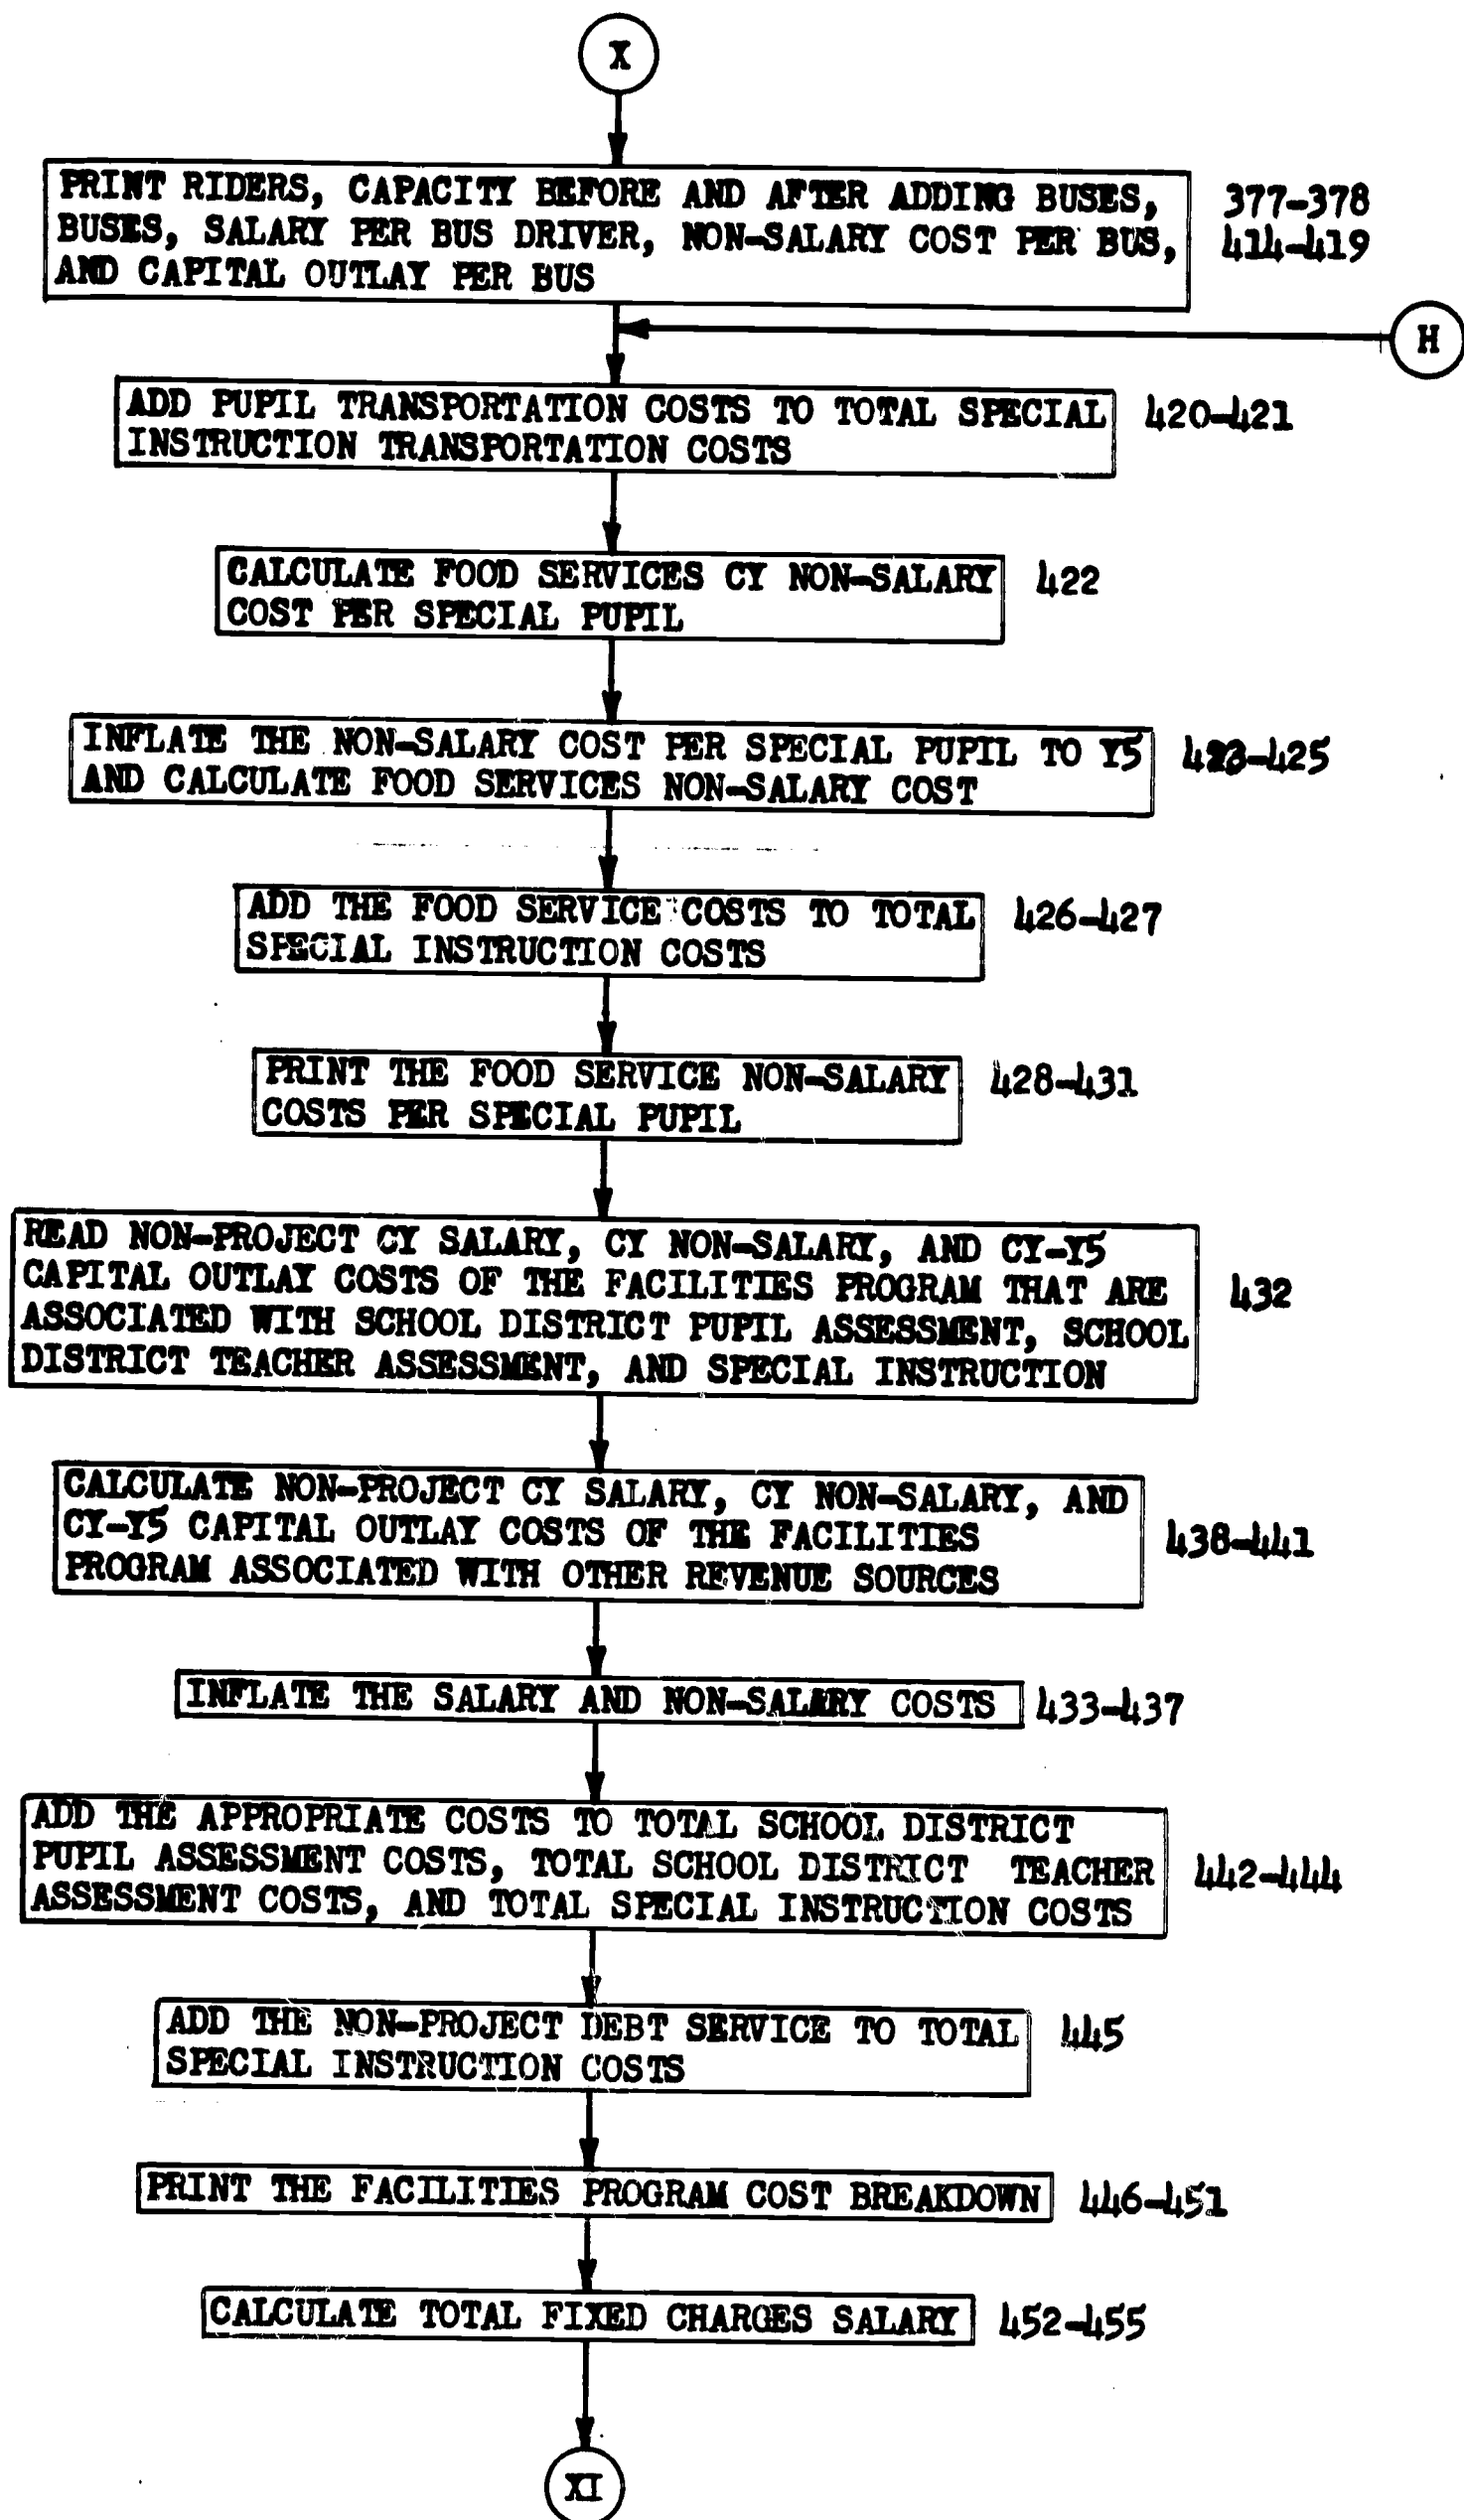 X
PRINT RIDERS, CAPACITY BEFORE AND AFTER ADDING BUSES,
BUSES, SALARY PER BUS DRIVER, NON-SALARY COST PER BUS,
AND CAPITAL OUTLAY PER BUS
377-378
414-419
H
ADD PUPIL TRANSPORTATION COSTS TO TOTAL SPECIAL
INSTRUCTION TRANSPORTATION COSTS
420-421
CALCULATE FOOD SERVICES CY NON-SALARY
COST PER SPECIAL PUPIL
422
INFLATE THE NON-SALARY COST PER SPECIAL PUPIL TO Y5
AND CALCULATE FOOD SERVICES NON-SALARY COST
423-425
ADD THE FOOD SERVICE COSTS TO TOTAL
SPECIAL INSTRUCTION COSTS
426-427
PRINT THE FOOD SERVICE NON-SALARY
COSTS PER SPECIAL PUPIL
428-431
READ NON-PROJECT CY SALARY, CY NON-SALARY, AND CY-Y5
CAPITAL OUTLAY COSTS OF THE FACILITIES PROGRAM THAT ARE
ASSOCIATED WITH SCHOOL DISTRICT PUPIL ASSESSMENT, SCHOOL
DISTRICT TEACHER ASSESSMENT, AND SPECIAL INSTRUCTION
432
CALCULATE NON-PROJECT CY SALARY, CY NON-SALARY, AND
CY-Y5 CAPITAL OUTLAY COSTS OF THE FACILITIES
PROGRAM ASSOCIATED WITH OTHER REVENUE SOURCES
438-441
INFLATE THE SALARY AND NON-SALARY COSTS
433-437
ADD THE APPROPRIATE COSTS TO TOTAL SCHOOL DISTRICT
PUPIL ASSESSMENT COSTS, TOTAL SCHOOL DISTRICT TEACHER
ASSESSMENT COSTS, AND TOTAL SPECIAL INSTRUCTION COSTS
442-444
ADD THE NON-PROJECT DEBT SERVICE TO TOTAL
SPECIAL INSTRUCTION COSTS
445
PRINT THE FACILITIES PROGRAM COST BREAKDOWN
446-451
CALCULATE TOTAL FIXED CHARGES SALARY
452-455
XI